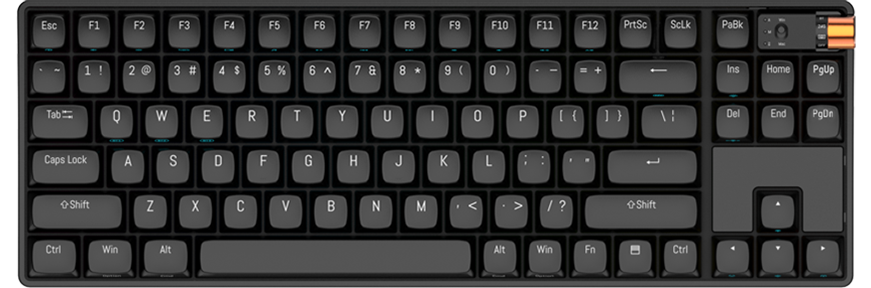 Esc F1 F2 F3 F4 F5 F6 F7 F8 F9 F10 F11 F12 PrtSc ScLk PaBk
` ~ 1 ! 2 @ 3 # 4 $ 5 % 6 ^ 7 & 8 * 9 ( 0 ) - = + ← Ins Home PgUp
Tab Q W E R T Y U I O P [ { ] } \ ¦ Del End PgDn
Caps Lock A S D F G H J K L ; : ' " ↵
⇧Shift Z X C V B N M , < . > / ? ⇧Shift ▲
Ctrl Win Alt Alt Win Fn Ctrl ◄ ▼ ►